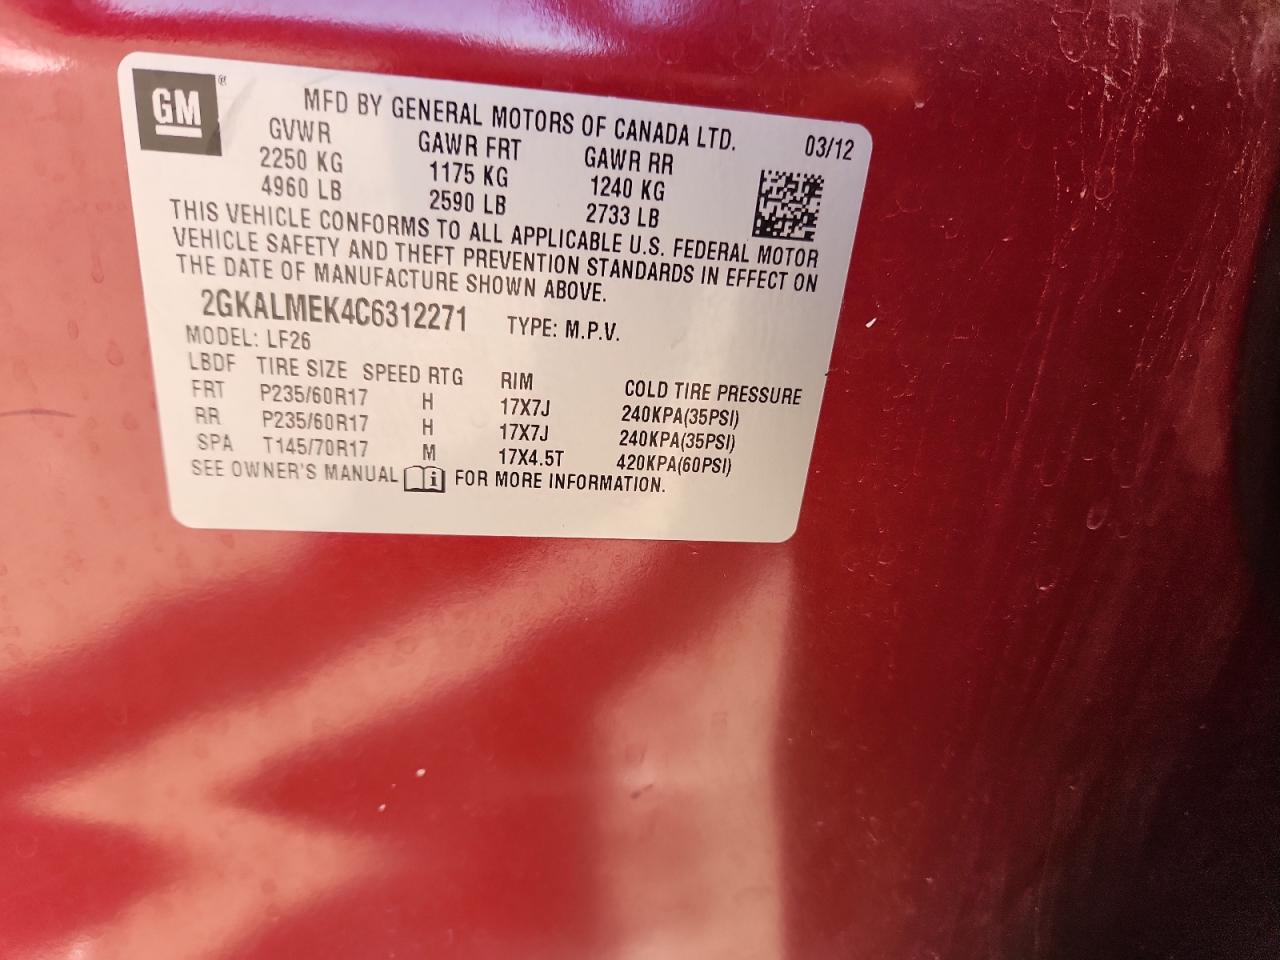 GM®
MFD BY GENERAL MOTORS OF CANADA LTD.
GVWR GAWR FRT GAWR RR 03/12
2250 KG 1175 KG 1240 KG
4960 LB 2590 LB 2733 LB
THIS VEHICLE CONFORMS TO ALL APPLICABLE U.S. FEDERAL MOTOR
VEHICLE SAFETY AND THEFT PREVENTION STANDARDS IN EFFECT ON
THE DATE OF MANUFACTURE SHOWN ABOVE.
2GKALMEK4C6312271 TYPE: M.P.V.
MODEL: LF26
LBDF TIRE SIZE SPEED RTG RIM COLD TIRE PRESSURE
FRT P235/60R17 H 17X7J 240KPA(35PSI)
RR P235/60R17 H 17X7J 240KPA(35PSI)
SPA T145/70R17 M 17X4.5T 420KPA(60PSI)
SEE OWNER'S MANUAL i FOR MORE INFORMATION.